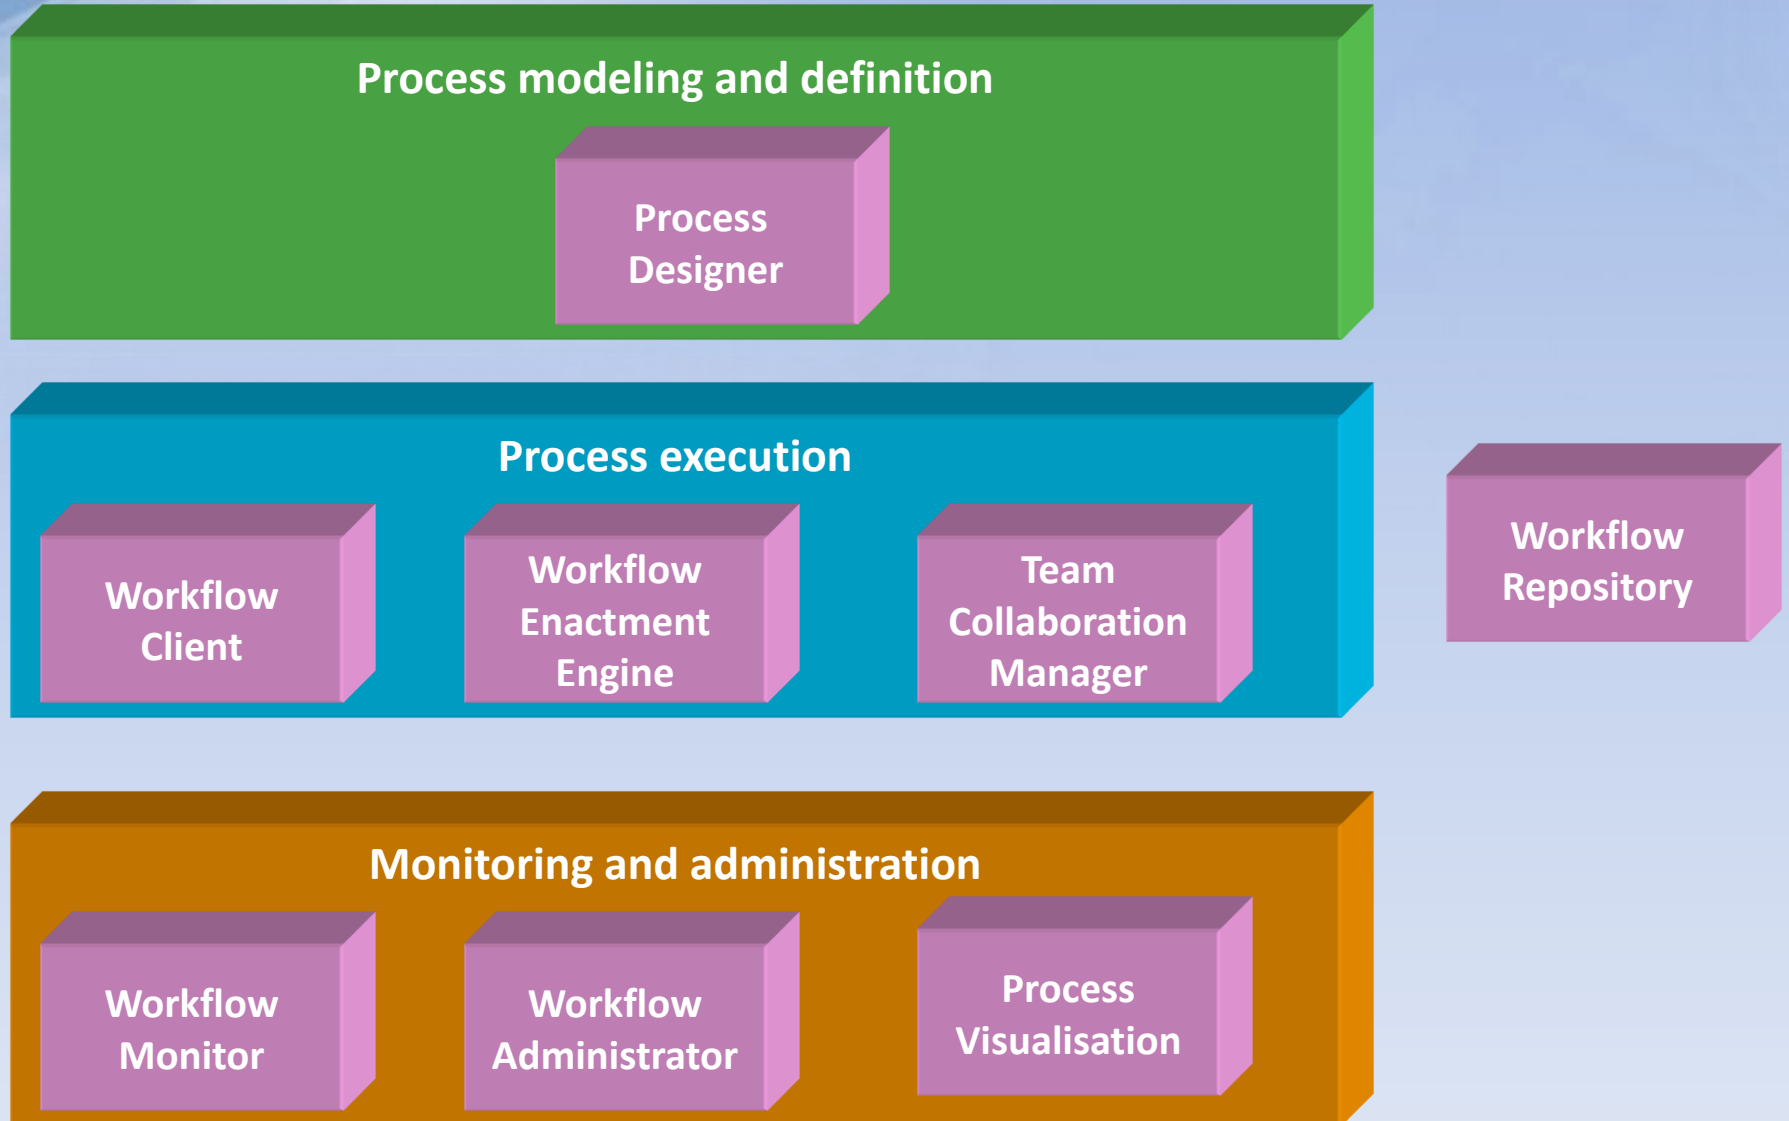 Process modeling and definition
Process
Designer
Process execution
Workflow
Client
Workflow
Enactment
Engine
Team
Collaboration
Manager
Workflow
Repository
Monitoring and administration
Workflow
Monitor
Workflow
Administrator
Process
Visualisation